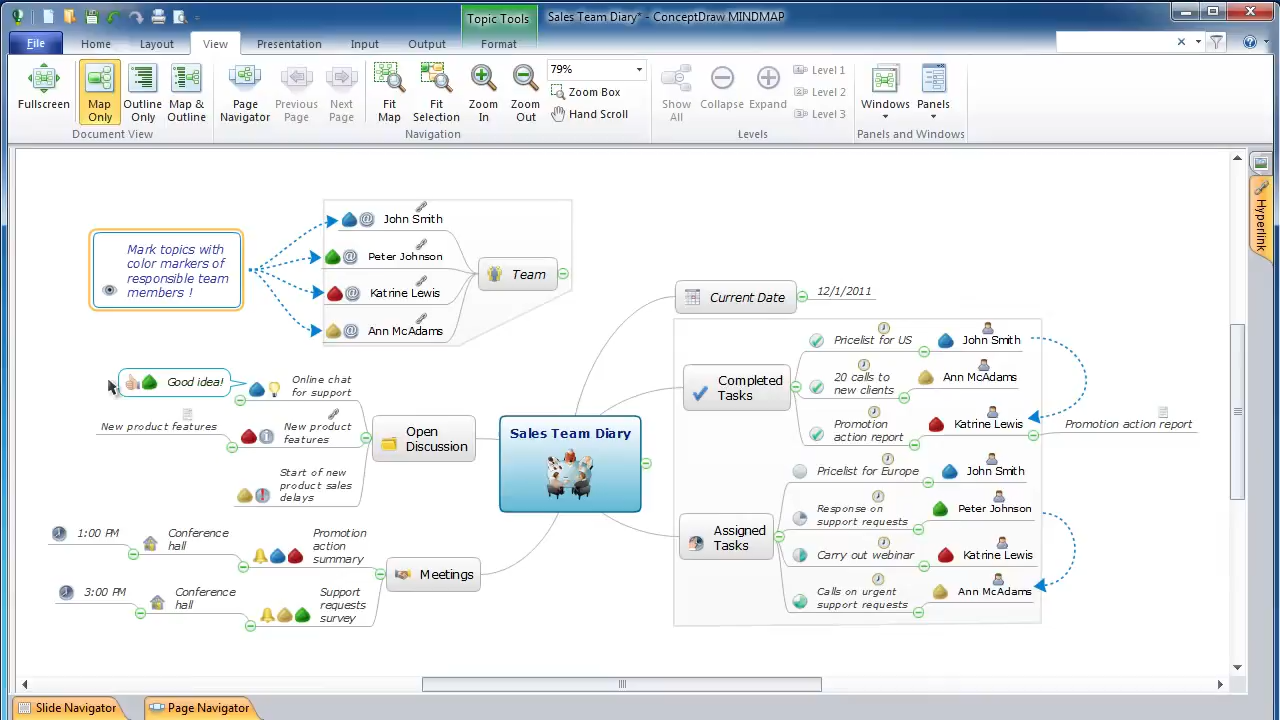 Topic Tools
Sales Team Diary* - ConceptDraw MINDMAP
File
Home
Layout
View
Presentation
Input
Output
Format
Fullscreen
Map
Only
Outline
Only
Map &
Outline
Document View
Page
Navigator
Previous
Page
Next
Page
Fit
Map
Fit
Selection
Zoom
In
Zoom
Out
79%
Zoom Box
Hand Scroll
Navigation
Show
All
Collapse
Expand
Level 1
Level 2
Level 3
Levels
Windows
Panels
Panels and Windows
Hyperlink
Mark topics with
color markers of
responsible team
members !
John Smith
Peter Johnson
Katrine Lewis
Ann McAdams
Team
Current Date
12/1/2011
Good idea!
Online chat
for support
New product features
New product
features
Start of new
product sales
delays
Open
Discussion
Sales Team Diary
Completed
Tasks
Pricelist for US
John Smith
20 calls to
new clients
Ann McAdams
Promotion
action report
Katrine Lewis
Promotion action report
Assigned
Tasks
Pricelist for Europe
John Smith
Response on
support requests
Peter Johnson
Carry out webinar
Katrine Lewis
Calls on urgent
support requests
Ann McAdams
1:00 PM
Conference
hall
Promotion
action
summary
Meetings
3:00 PM
Conference
hall
Support
requests
survey
Slide Navigator
Page Navigator